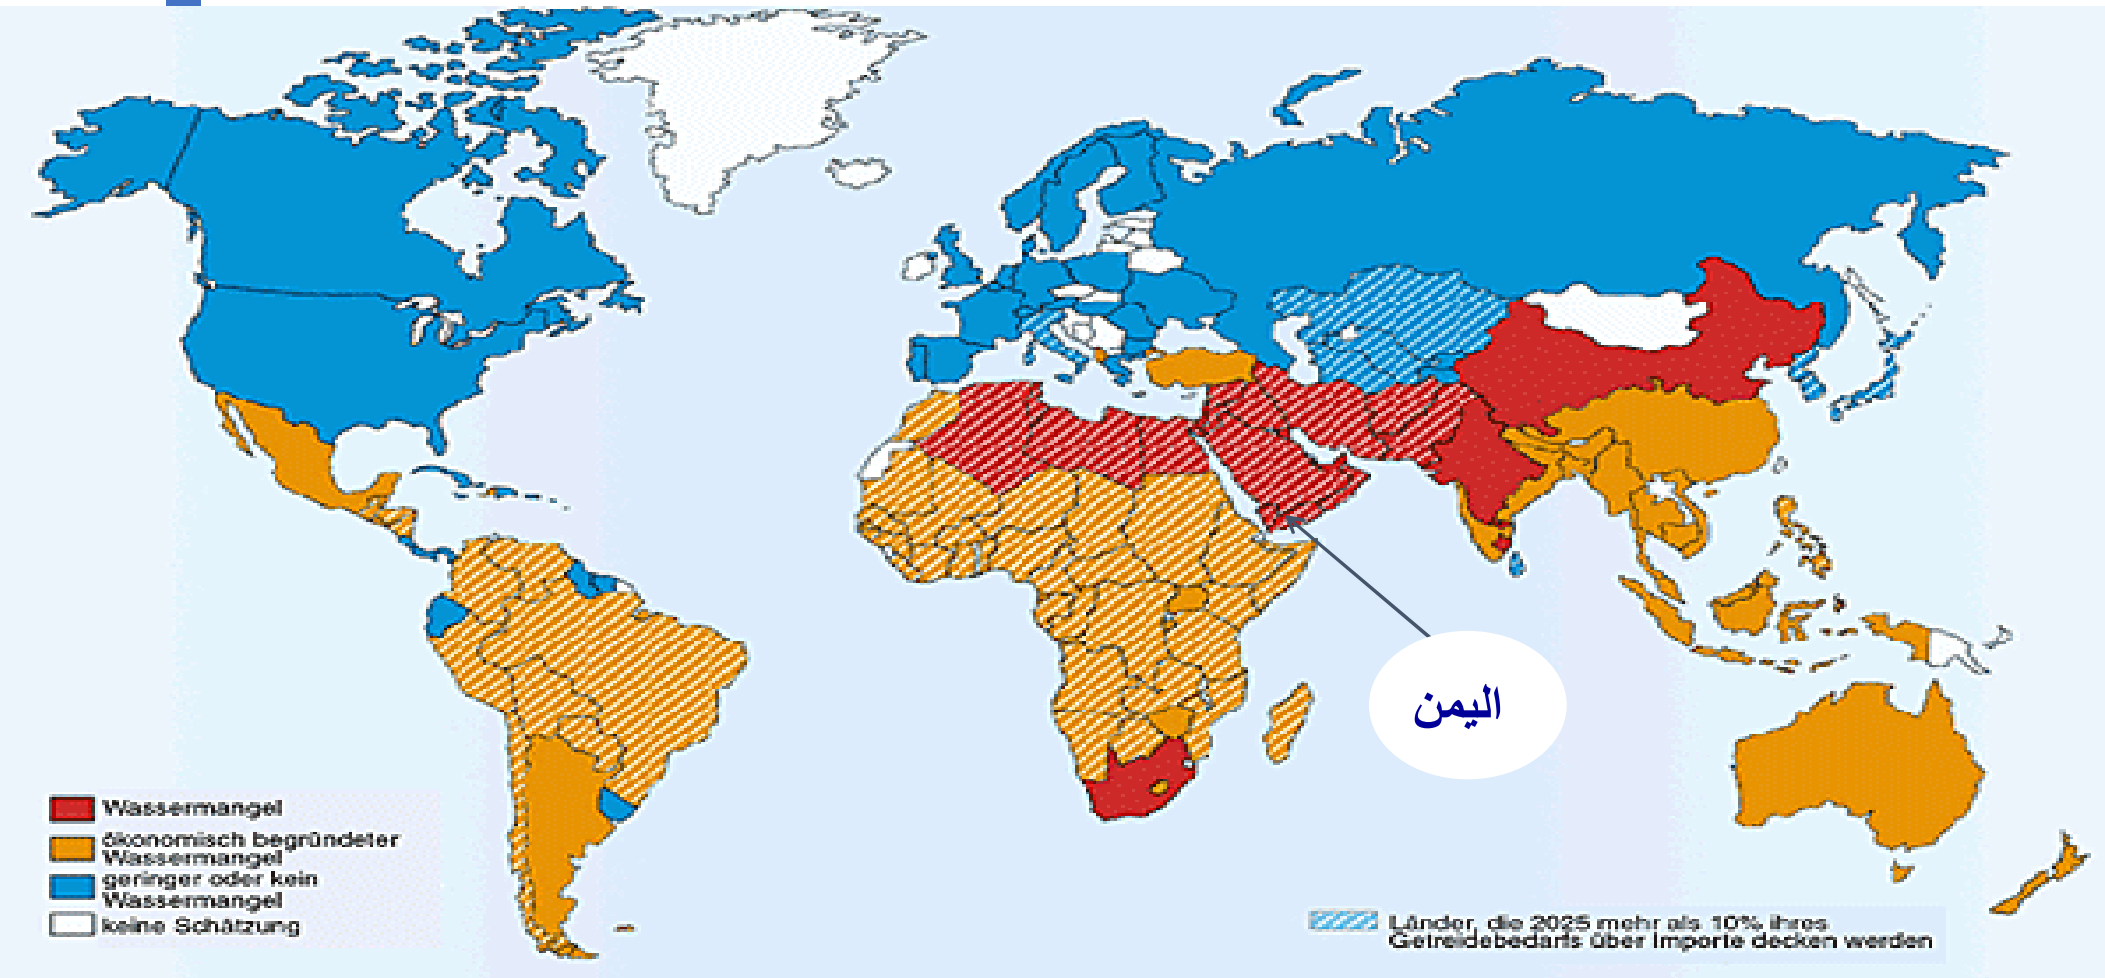 اليمن
Wassermangel
ökonomisch begründeter
Wassermangel
geringer oder kein
Wassermangel
keine Schätzung
Länder, die 2025 mehr als 10% ihres
Getreidebedarfs über Importe decken werden